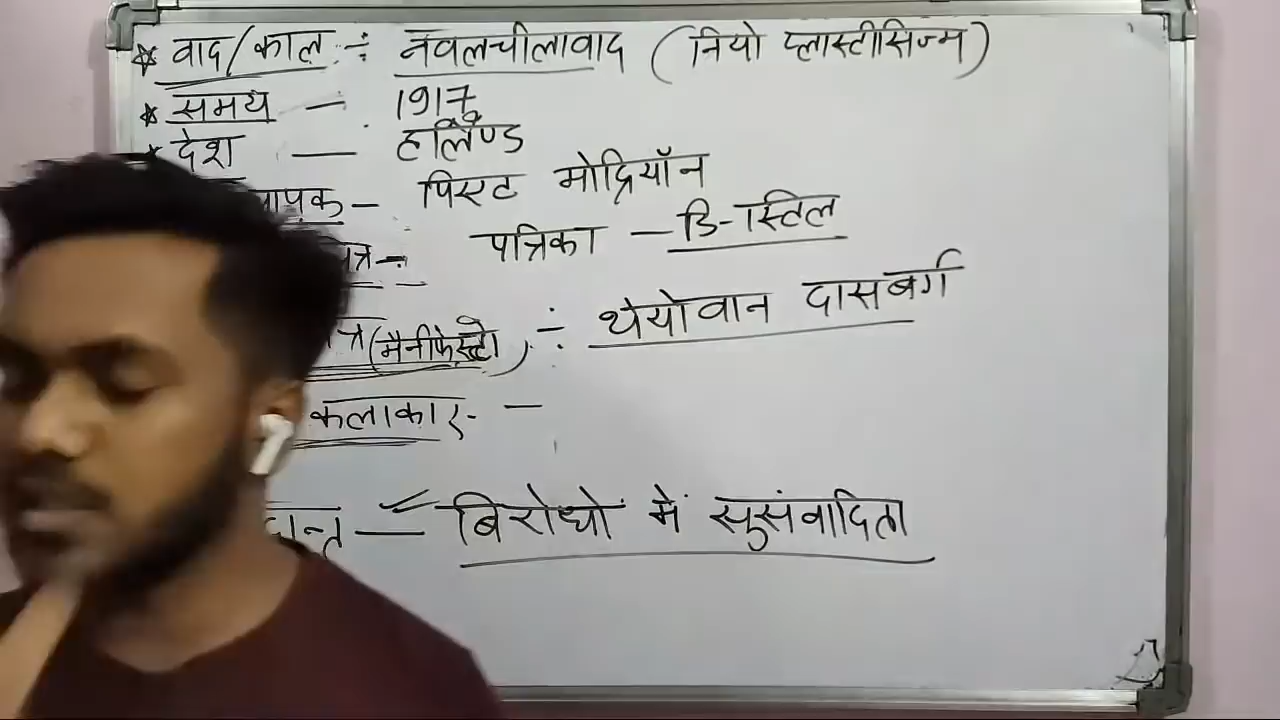 * वाद/काल ÷ नवलचीलावाद (नियो प्लास्टीसिज्म)
* समय — 1917
* देश — हॉलैण्ड
पिएट मोद्रियॉन
पत्रिका — डि-स्टिल
(मैनीफेस्टो) ÷ थेयोवान दासबर्ग
कलाकार- —
— बिरोधो में सुसंवादिता